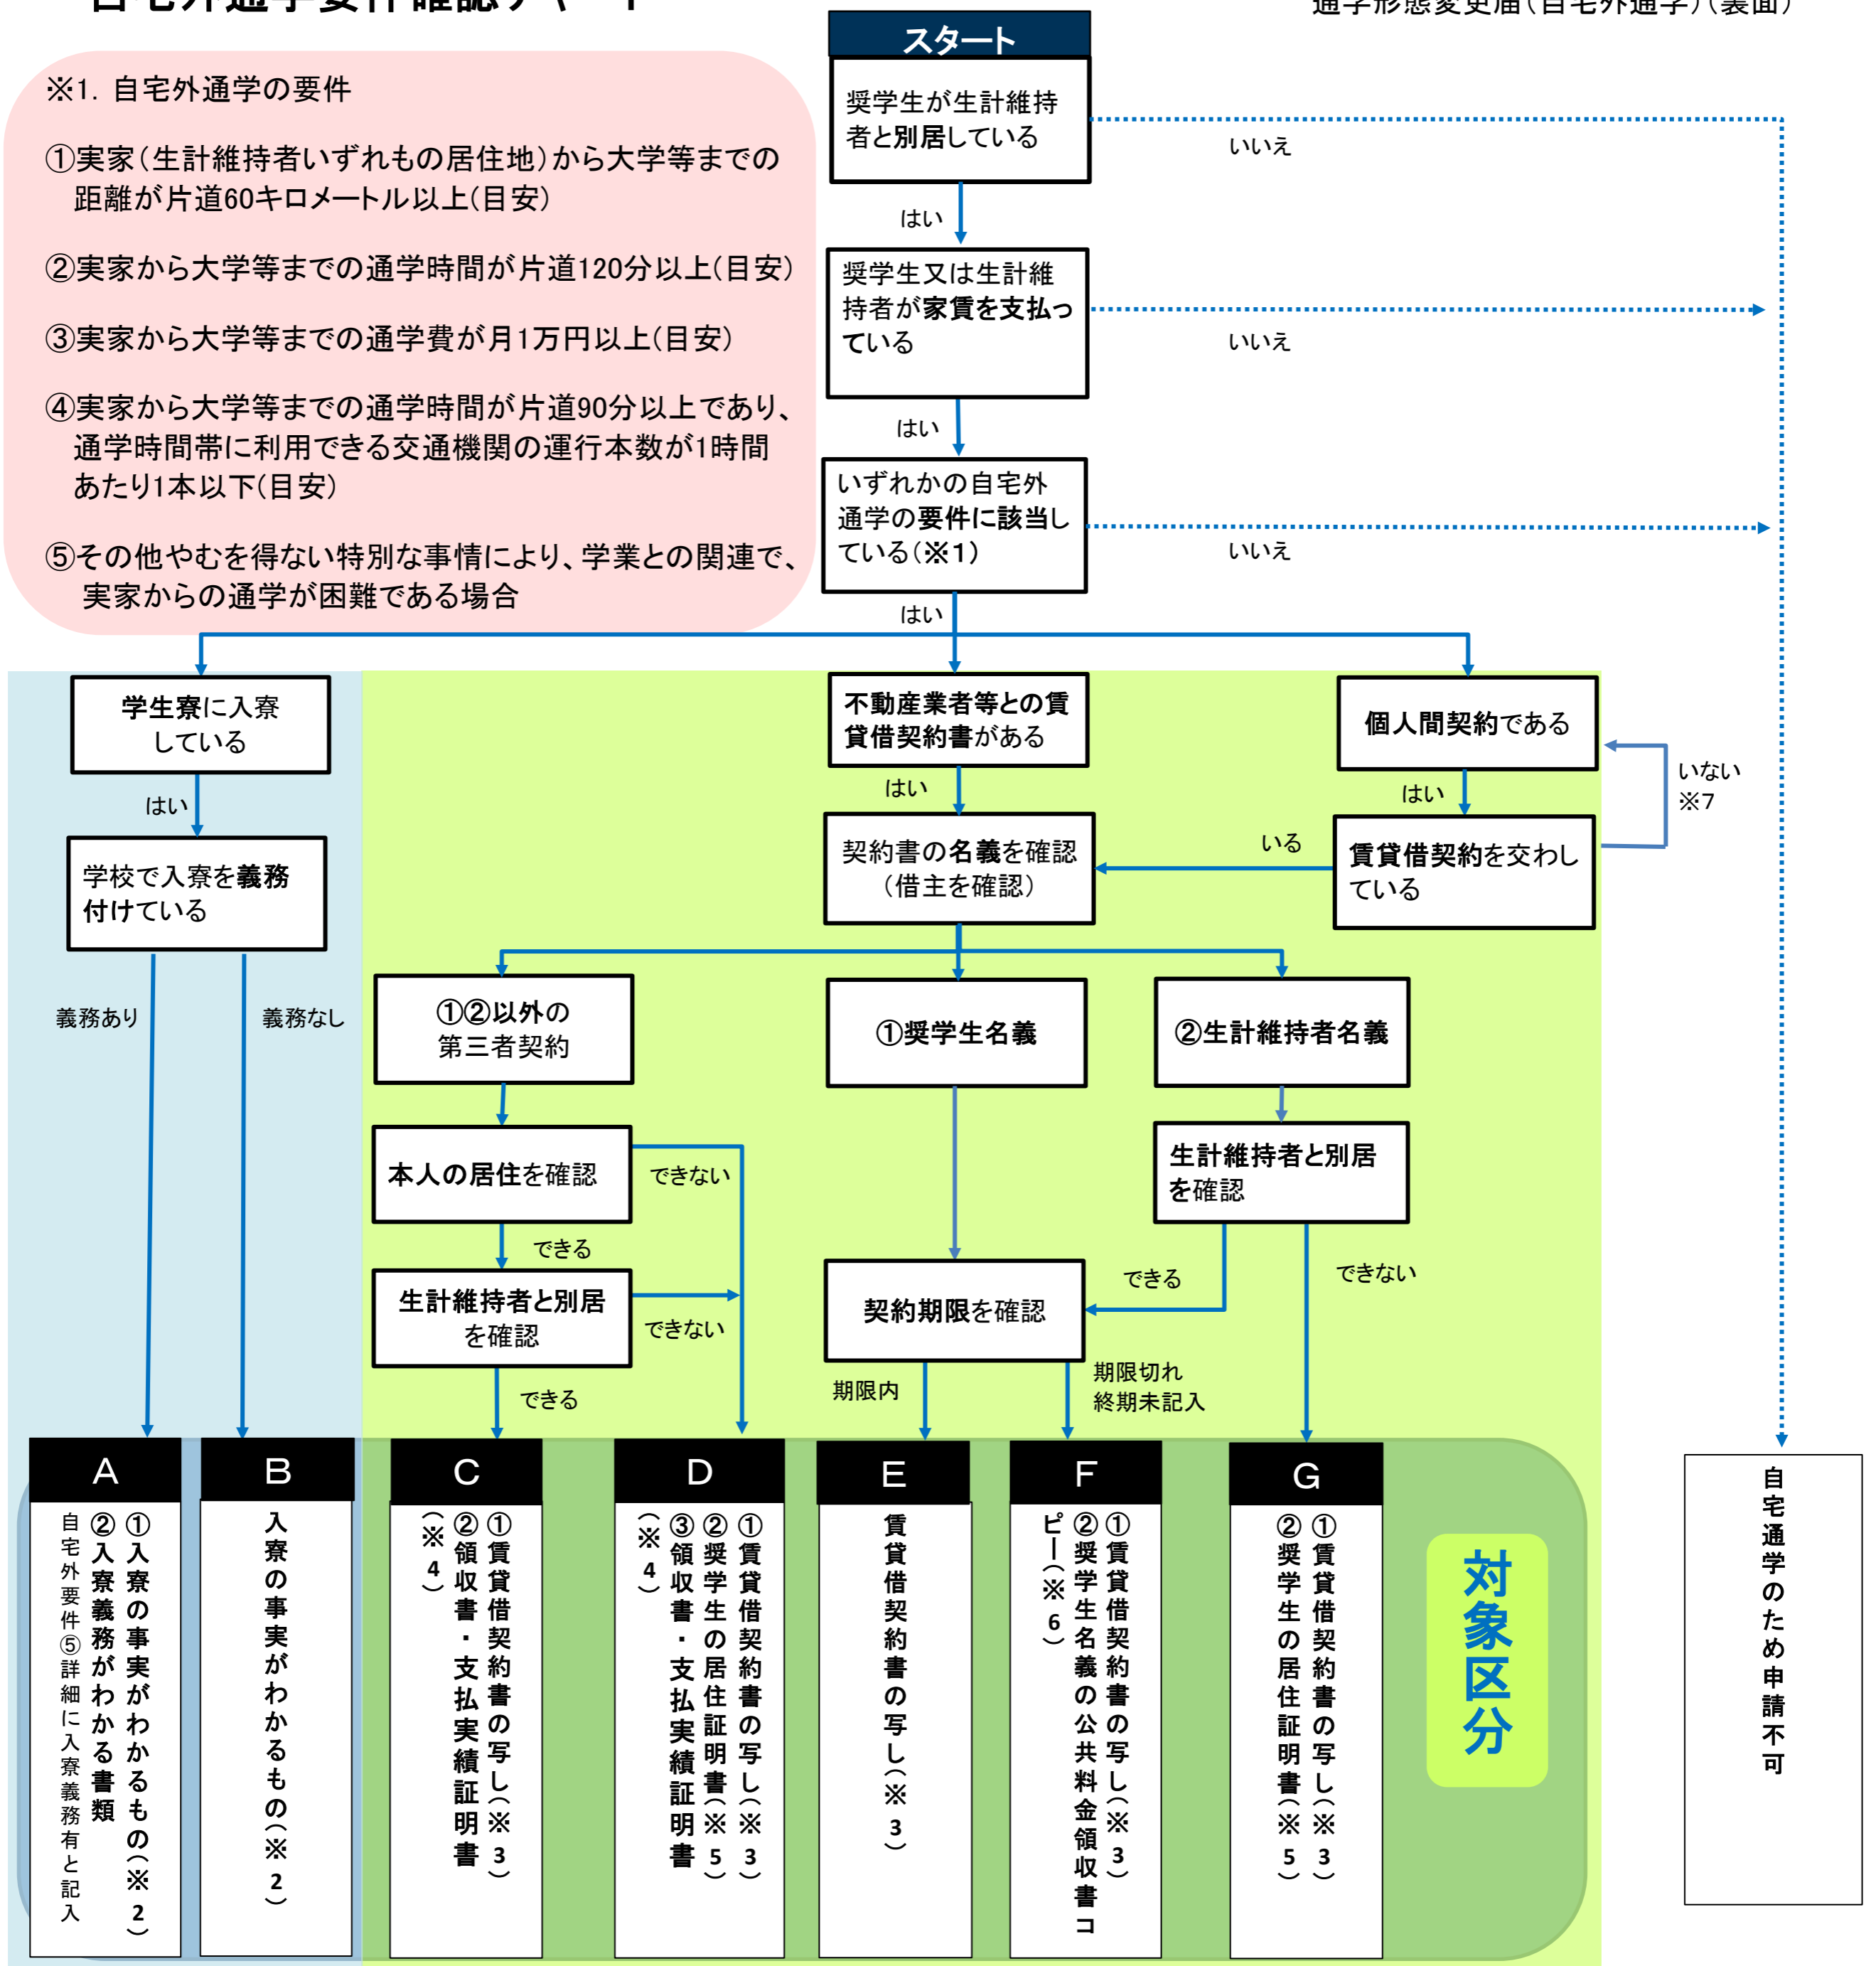 自宅外通学要件確認チャート
通学形態変更届(自宅外通学)(裏面)
※1. 自宅外通学の要件
①実家(生計維持者いずれもの居住地)から大学等までの
距離が片道60キロメートル以上(目安)
②実家から大学等までの通学時間が片道120分以上(目安)
③実家から大学等までの通学費が月1万円以上(目安)
④実家から大学等までの通学時間が片道90分以上であり、
通学時間帯に利用できる交通機関の運行本数が1時間
あたり1本以下(目安)
⑤その他やむを得ない特別な事情により、学業との関連で、
実家からの通学が困難である場合
スタート
奨学生が生計維持
者と別居している
いいえ
はい
奨学生又は生計維
持者が家賃を支払っ
ている
いいえ
はい
いずれかの自宅外
通学の要件に該当し
ている(※1)
いいえ
はい
学生寮に入寮
している
はい
学校で入寮を義務
付けている
義務あり
義務なし
不動産業者等との賃
貸借契約書がある
はい
個人間契約である
はい
いない
※7
賃貸借契約を交わし
ている
いる
契約書の名義を確認
(借主を確認)
①②以外の
第三者契約
①奨学生名義
②生計維持者名義
本人の居住を確認
できない
できる
生計維持者と別居
を確認
できない
できる
生計維持者と別居
を確認
できる
できない
契約期限を確認
期限内
期限切れ
終期未記入
A
①入寮の事実がわかるもの(※2)
②入寮義務がわかる書類
自宅外要件⑤詳細に入寮義務有と記入
B
入寮の事実がわかるもの(※2)
C
①賃貸借契約書の写し(※3)
②領収書・支払実績証明書
(※4)
D
①賃貸借契約書の写し(※3)
②奨学生の居住証明書(※5)
③領収書・支払実績証明書
(※4)
E
賃貸借契約書の写し(※3)
F
①賃貸借契約書の写し(※3)
②奨学生名義の公共料金領収書コ
ピー(※6)
G
①賃貸借契約書の写し(※3)
②奨学生の居住証明書(※5)
対象区分
自宅通学のため申請不可